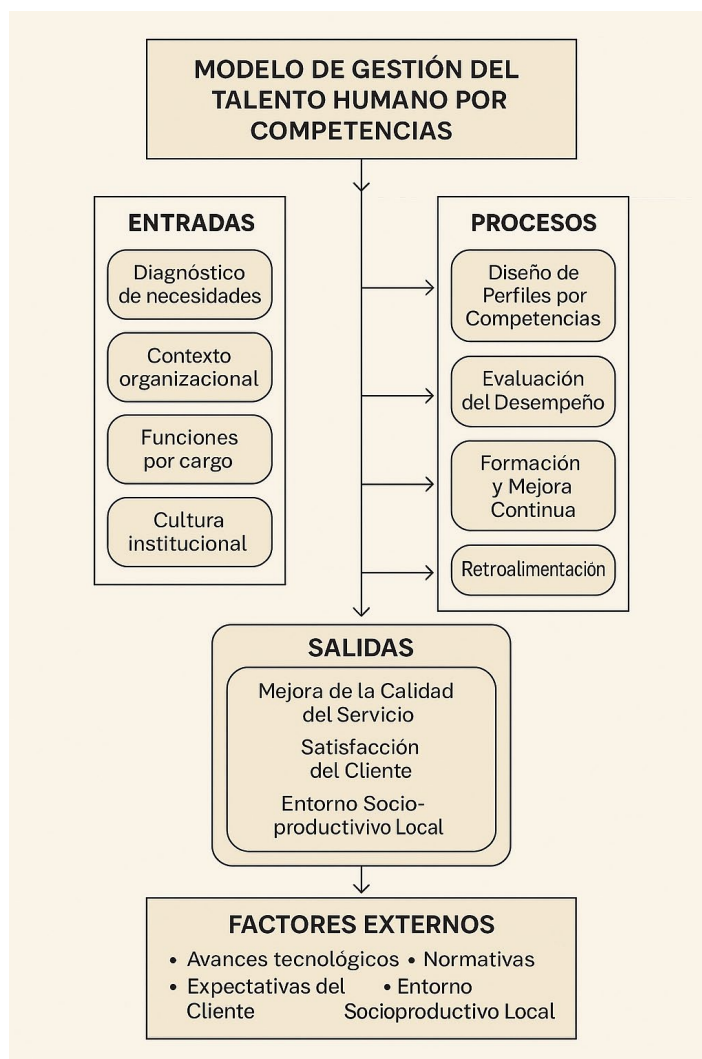 MODELO DE GESTIÓN DEL
TALENTO HUMANO POR
COMPETENCIAS
ENTRADAS
Diagnóstico
de necesidades
Contexto
organizacional
Funciones
por cargo
Cultura
institucional
PROCESOS
Diseño de
Perfiles por
Competencias
Evaluación
del Desempeño
Formación
y Mejora
Continua
Retroalimentación
SALIDAS
Mejora de la Calidad
del Servicio
Satisfacción
del Cliente
Entorno Socio-
productivivo Local
FACTORES EXTERNOS
• Avances tecnológicos • Normativas
• Expectativas del • Entorno
Cliente Socioproductivo Local